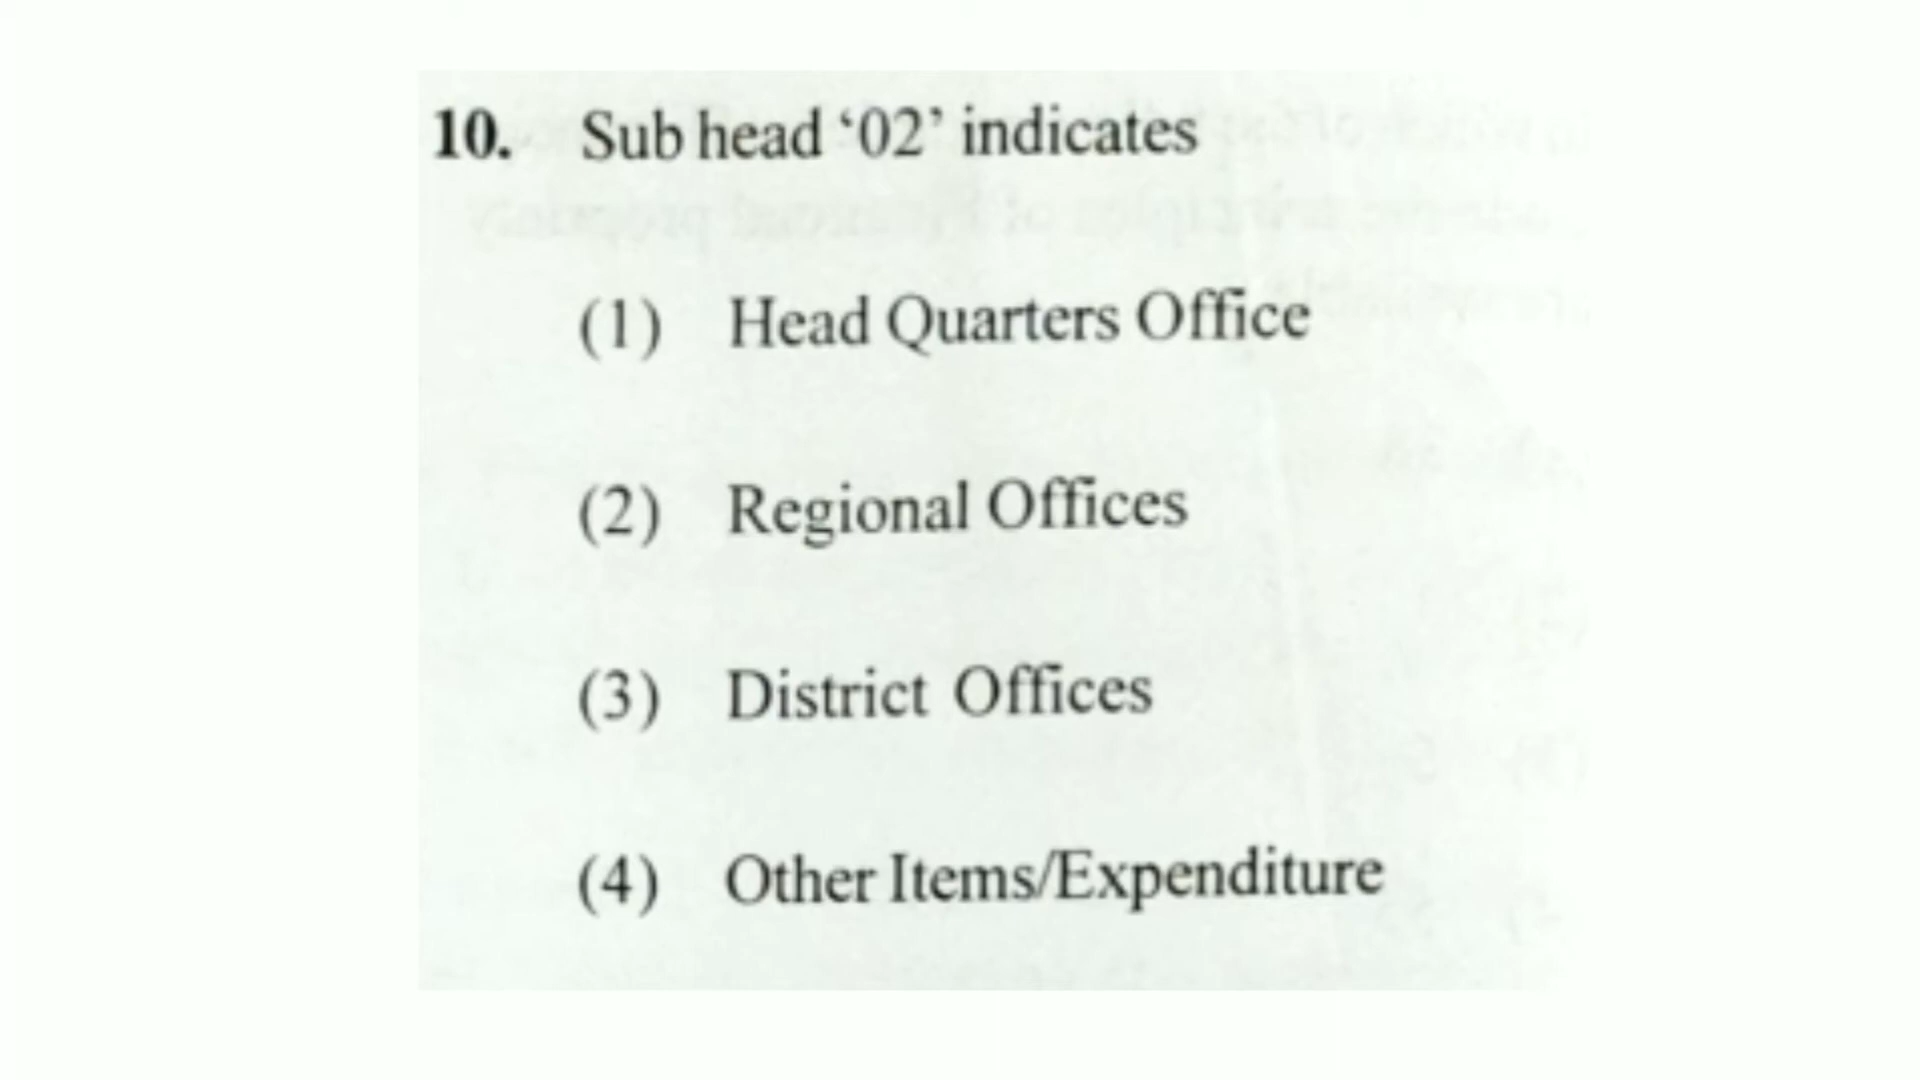 10. Sub head ‘02’ indicates
(1) Head Quarters Office
(2) Regional Offices
(3) District Offices
(4) Other Items/Expenditure